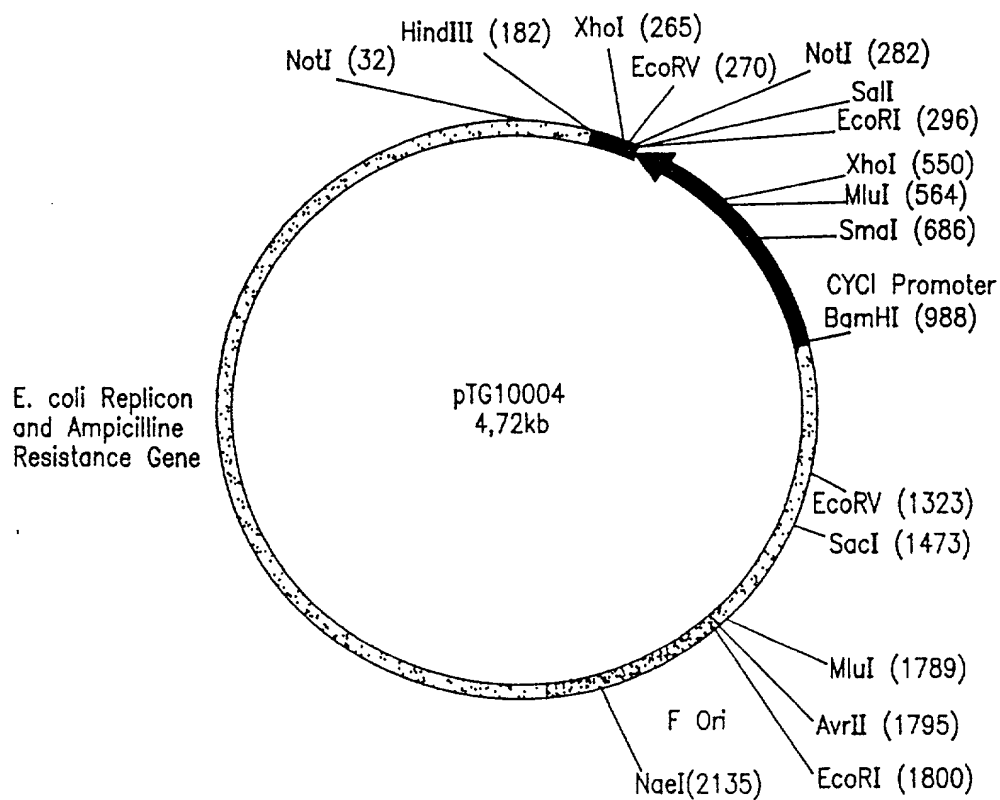 HindIII (182)
XhoI (265)
NotI (32)
EcoRV (270)
NotI (282)
SalI
EcoRI (296)
XhoI (550)
MluI (564)
SmaI (686)
CYCI Promoter
BamHI (988)
pTG10004
4,72kb
E. coli Replicon
and Ampicilline
Resistance Gene
EcoRV (1323)
SacI (1473)
MluI (1789)
F Ori
AvrII (1795)
NaeI(2135)
EcoRI (1800)